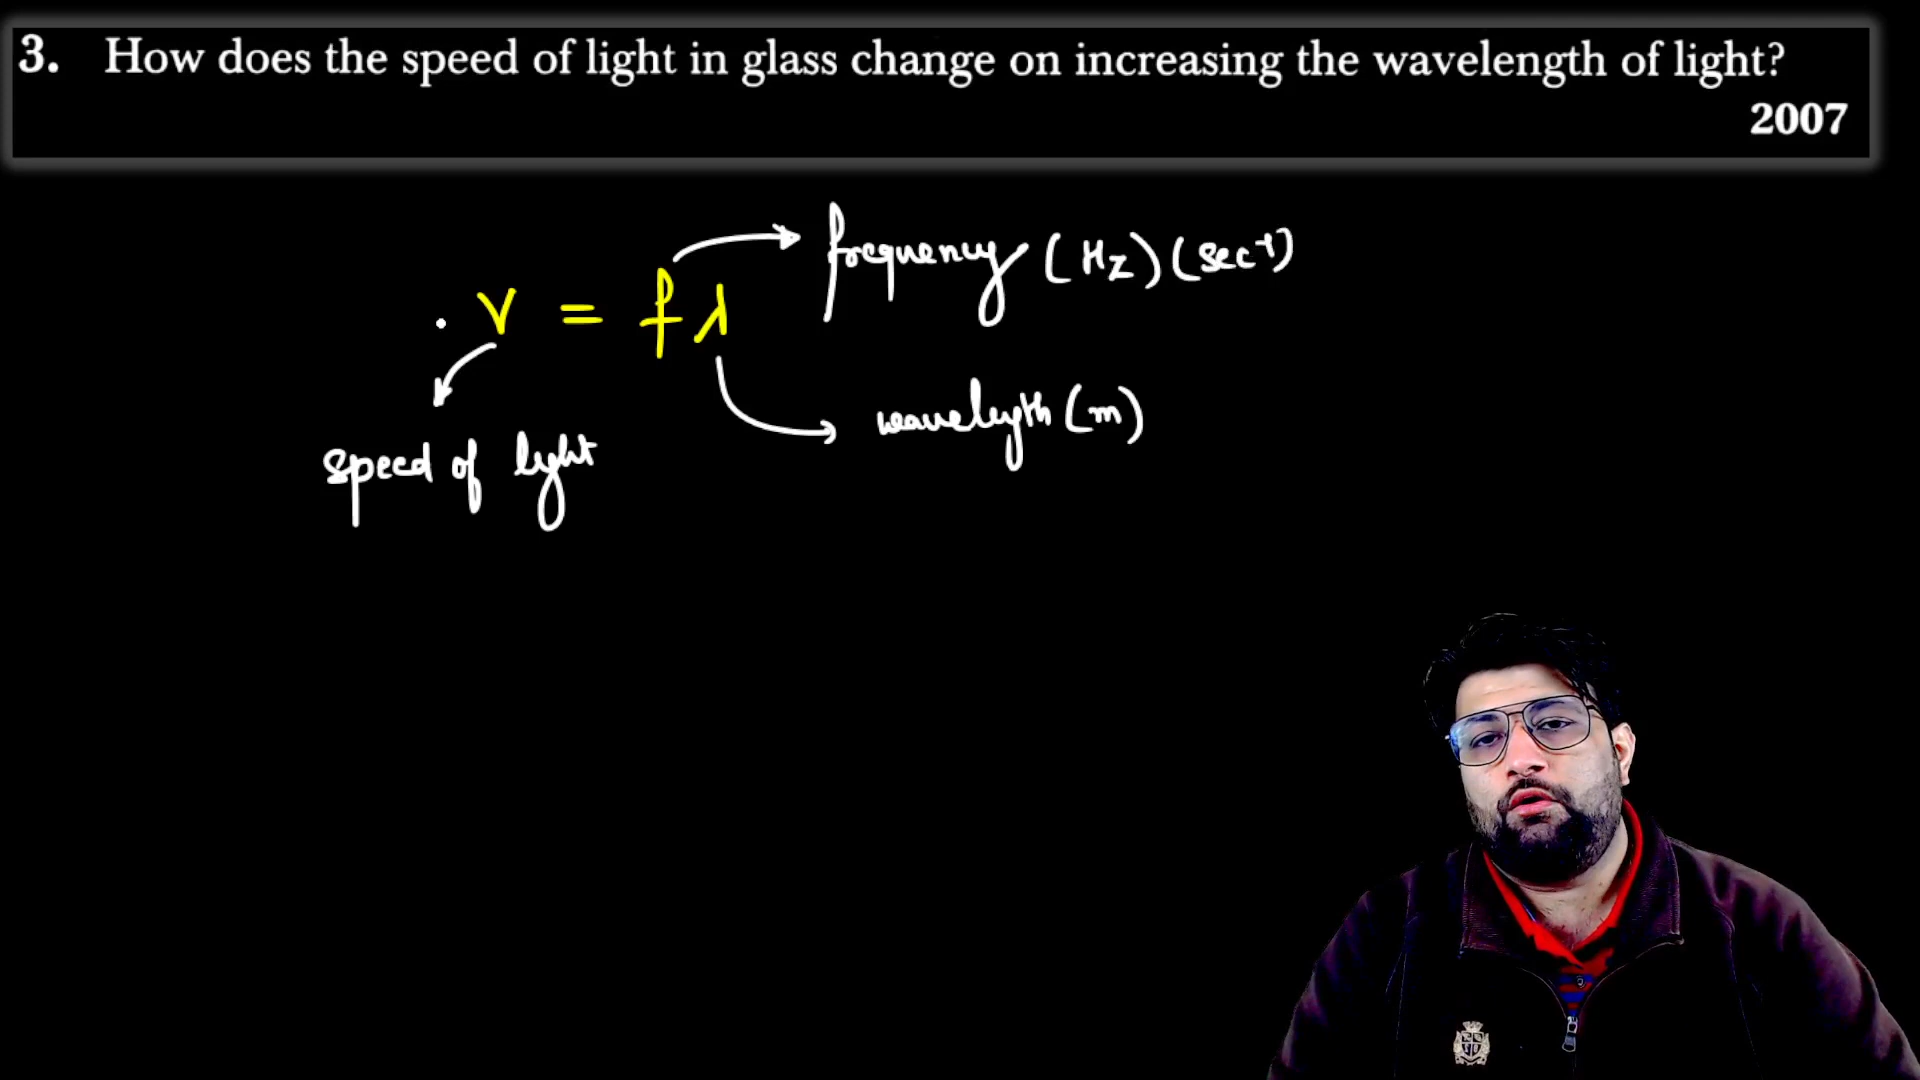 3. How does the speed of light in glass change on increasing the wavelength of light?
2007
frequency (Hz) (sec⁻¹)
v = fλ
wavelength (m)
speed of light